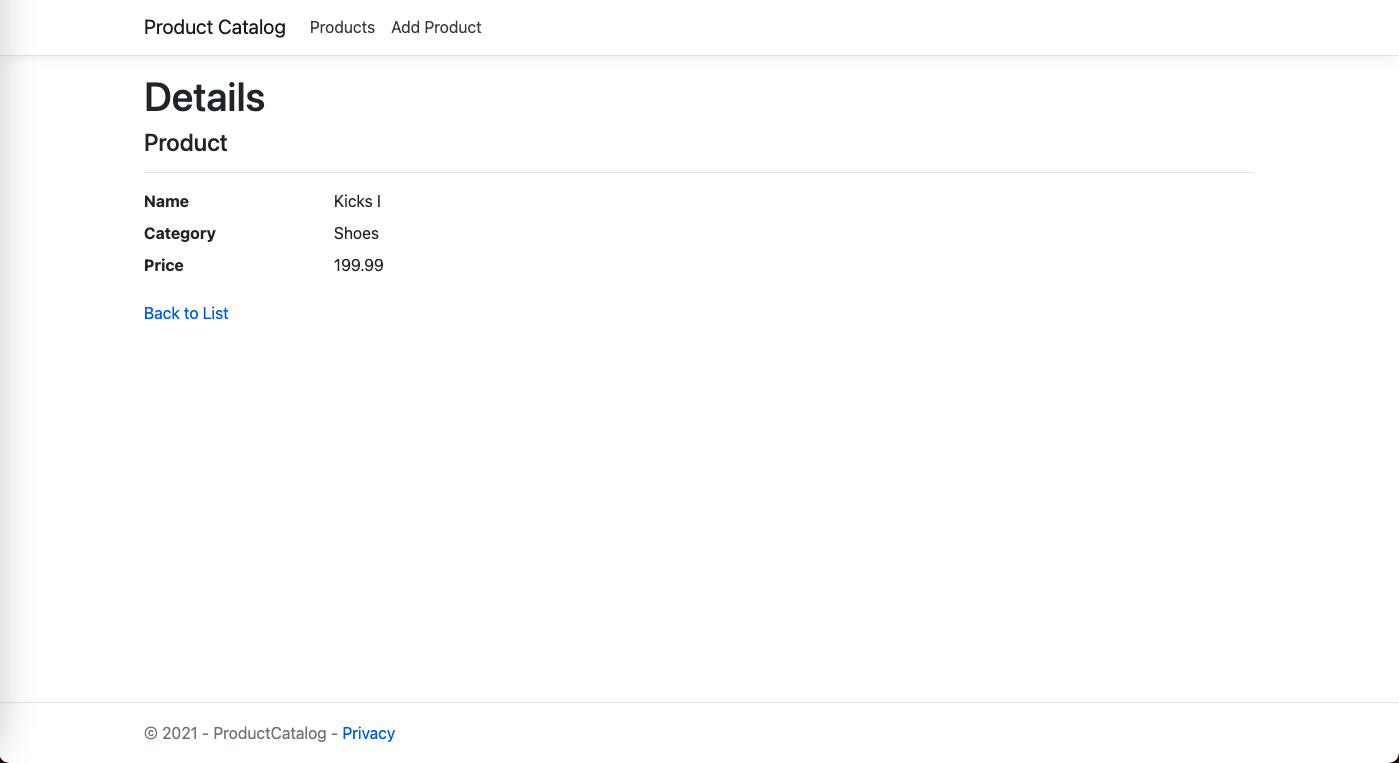 Product Catalog Products Add Product
Details
Product
Name Kicks I
Category Shoes
Price 199.99
Back to List
© 2021 - ProductCatalog - Privacy